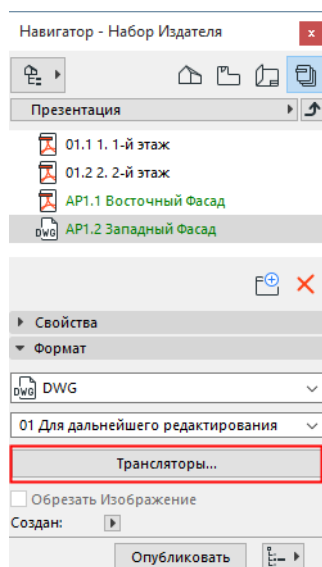 Навигатор - Набор Издателя
x
Презентация
01.1 1. 1-й этаж
01.2 2. 2-й этаж
АР1.1 Восточный Фасад
DWG АР1.2 Западный Фасад
Свойства
Формат
DWG DWG
01 Для дальнейшего редактирования
Трансляторы...
Обрезать Изображение
Создан:
Опубликовать